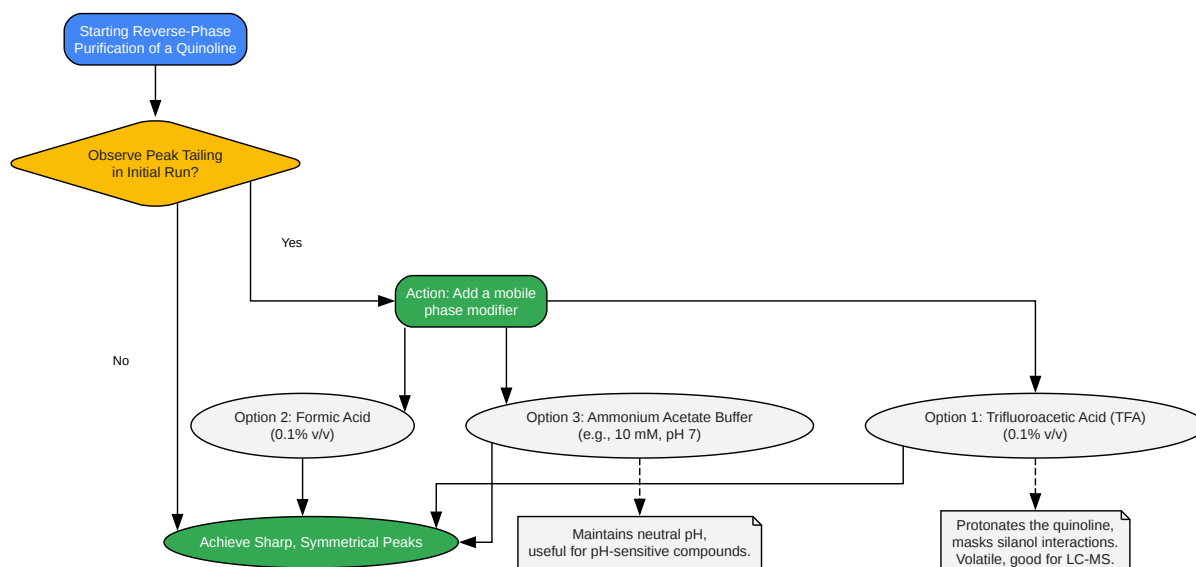 Starting Reverse-Phase
Purification of a Quinoline
Observe Peak Tailing
in Initial Run?
Yes
Action: Add a mobile
phase modifier
No
Option 2: Formic Acid
(0.1% v/v)
Option 3: Ammonium Acetate Buffer
(e.g., 10 mM, pH 7)
Option 1: Trifluoroacetic Acid (TFA)
(0.1% v/v)
Achieve Sharp, Symmetrical Peaks
Maintains neutral pH,
useful for pH-sensitive compounds.
Protonates the quinoline,
masks silanol interactions.
Volatile, good for LC-MS.